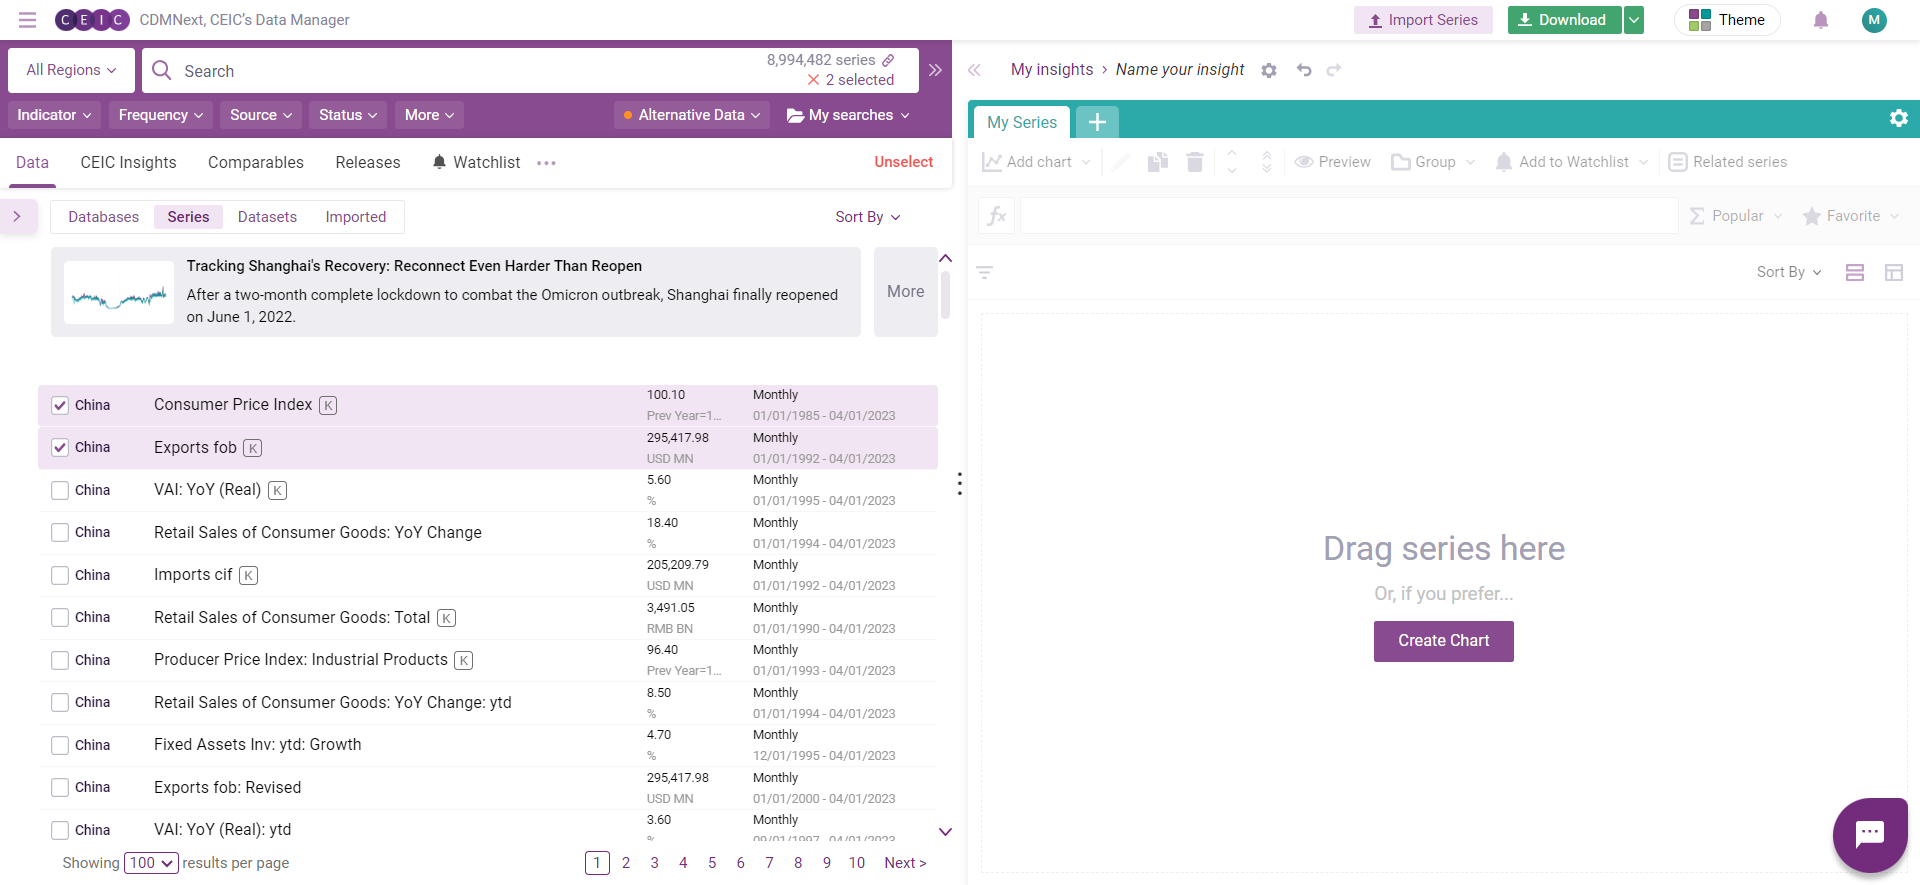 CEIC CDMNext, CEIC's Data Manager
Import Series
Download
Theme
M
All Regions
Search
8,994,482 series
2 selected
My insights › Name your insight
Indicator
Frequency
Source
Status
More
Alternative Data
My searches
My Series
Data
CEIC Insights
Comparables
Releases
Watchlist
Unselect
Add chart
Preview
Group
Add to Watchlist
Related series
Databases
Series
Datasets
Imported
Sort By
fx
Popular
Favorite
Tracking Shanghai's Recovery: Reconnect Even Harder Than Reopen
After a two-month complete lockdown to combat the Omicron outbreak, Shanghai finally reopened
on June 1, 2022.
More
Sort By
China Consumer Price Index K 100.10 Monthly
Prev Year=1... 01/01/1985 - 04/01/2023
China Exports fob K 295,417.98 Monthly
USD MN 01/01/1992 - 04/01/2023
China VAI: YoY (Real) K 5.60 Monthly
% 01/01/1995 - 04/01/2023
China Retail Sales of Consumer Goods: YoY Change 18.40 Monthly
% 01/01/1994 - 04/01/2023
China Imports cif K 205,209.79 Monthly
USD MN 01/01/1992 - 04/01/2023
China Retail Sales of Consumer Goods: Total K 3,491.05 Monthly
RMB BN 01/01/1990 - 04/01/2023
China Producer Price Index: Industrial Products K 96.40 Monthly
Prev Year=1... 01/01/1993 - 04/01/2023
China Retail Sales of Consumer Goods: YoY Change: ytd 8.50 Monthly
% 01/01/1994 - 04/01/2023
China Fixed Assets Inv: ytd: Growth 4.70 Monthly
% 12/01/1995 - 04/01/2023
China Exports fob: Revised 295,417.98 Monthly
USD MN 01/01/2000 - 04/01/2023
China VAI: YoY (Real): ytd 3.60 Monthly
% 09/01/1997 - 04/01/2023
Showing 100 results per page
1 2 3 4 5 6 7 8 9 10 Next >
Drag series here
Or, if you prefer...
Create Chart